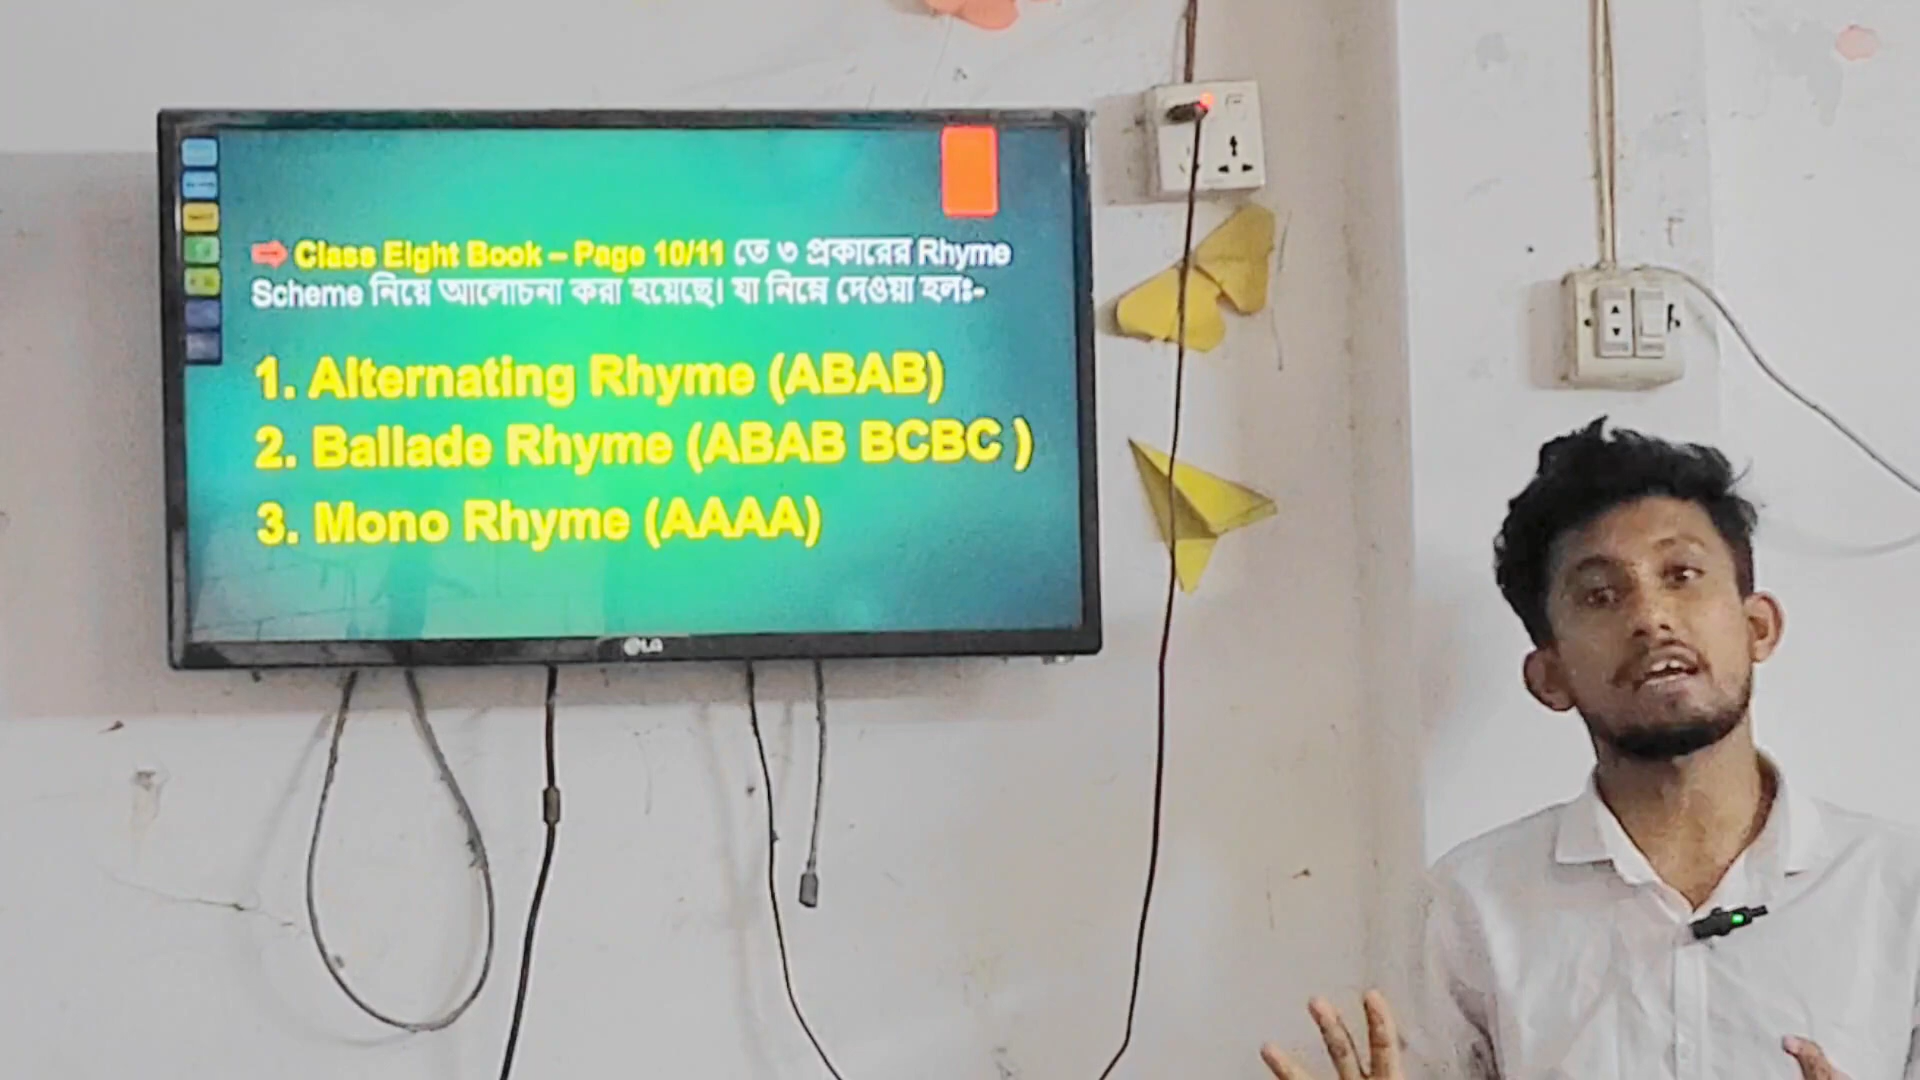 Class Eight Book – Page 10/11 তে ৩ প্রকারের Rhyme
Scheme নিয়ে আলোচনা করা হয়েছে। যা নিম্নে দেওয়া হলঃ-
1. Alternating Rhyme (ABAB)
2. Ballade Rhyme (ABAB BCBC )
3. Mono Rhyme (AAAA)
LG